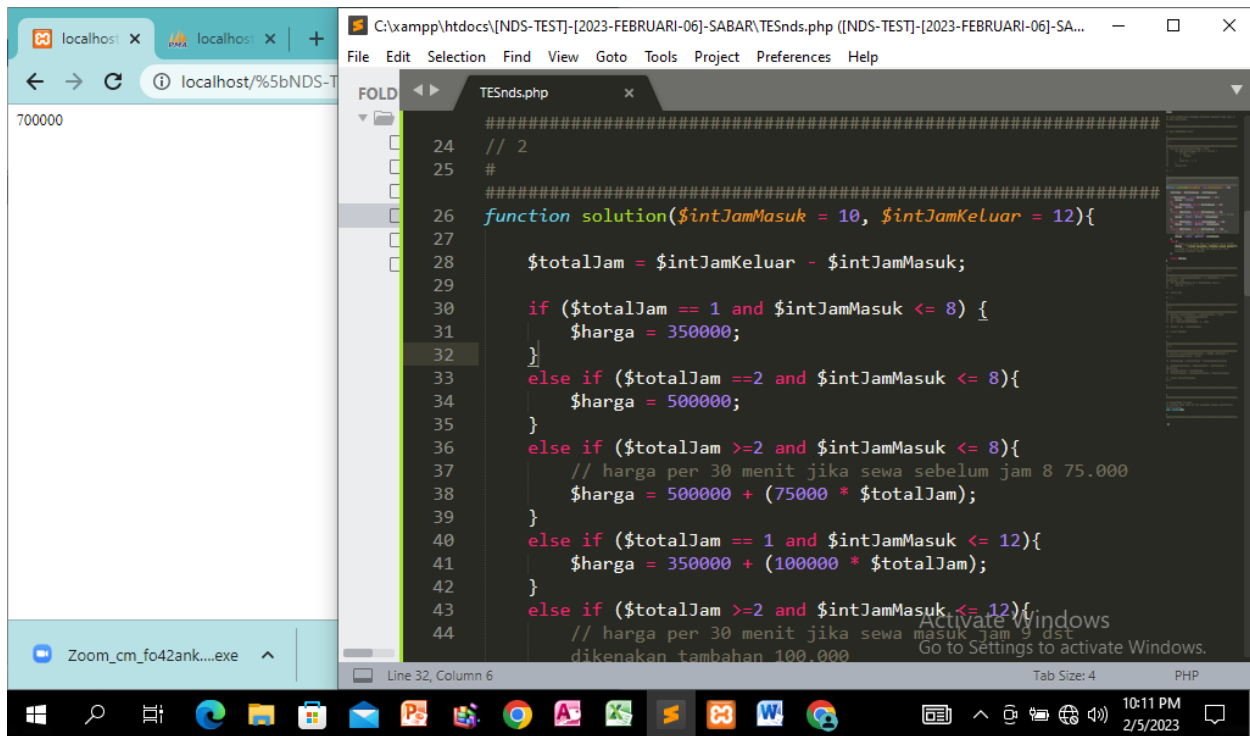 localhost
localhost
localhost/%5bNDS-T
700000
Zoom_cm_fo42ank....exe
C:\xampp\htdocs\[NDS-TEST]-[2023-FEBRUARI-06]-SABAR\TESnds.php ([NDS-TEST]-[2023-FEBRUARI-06]-SA...
File Edit Selection Find View Goto Tools Project Preferences Help
FOLD
TESnds.php
###############################################################
24 // 2
25 #
###############################################################
26 function solution($intJamMasuk = 10, $intJamKeluar = 12){
27
28 $totalJam = $intJamKeluar - $intJamMasuk;
29
30 if ($totalJam == 1 and $intJamMasuk <= 8) {
31 $harga = 350000;
32 }
33 else if ($totalJam ==2 and $intJamMasuk <= 8){
34 $harga = 500000;
35 }
36 else if ($totalJam >=2 and $intJamMasuk <= 8){
37 // harga per 30 menit jika sewa sebelum jam 8 75.000
38 $harga = 500000 + (75000 * $totalJam);
39 }
40 else if ($totalJam == 1 and $intJamMasuk <= 12){
41 $harga = 350000 + (100000 * $totalJam);
42 }
43 else if ($totalJam >=2 and $intJamMasuk <= 12){
44 // harga per 30 menit jika sewa masuk jam 9 dst
dikenakan tambahan 100.000
Activate Windows
Go to Settings to activate Windows.
Line 32, Column 6
Tab Size: 4
PHP
10:11 PM
2/5/2023